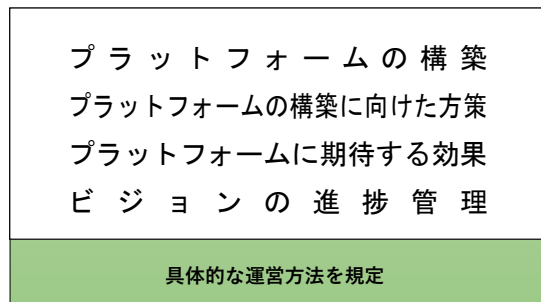 プラットフォームの構築
プラットフォームの構築に向けた方策
プラットフォームに期待する効果
ビジョンの進捗管理
具体的な運営方法を規定